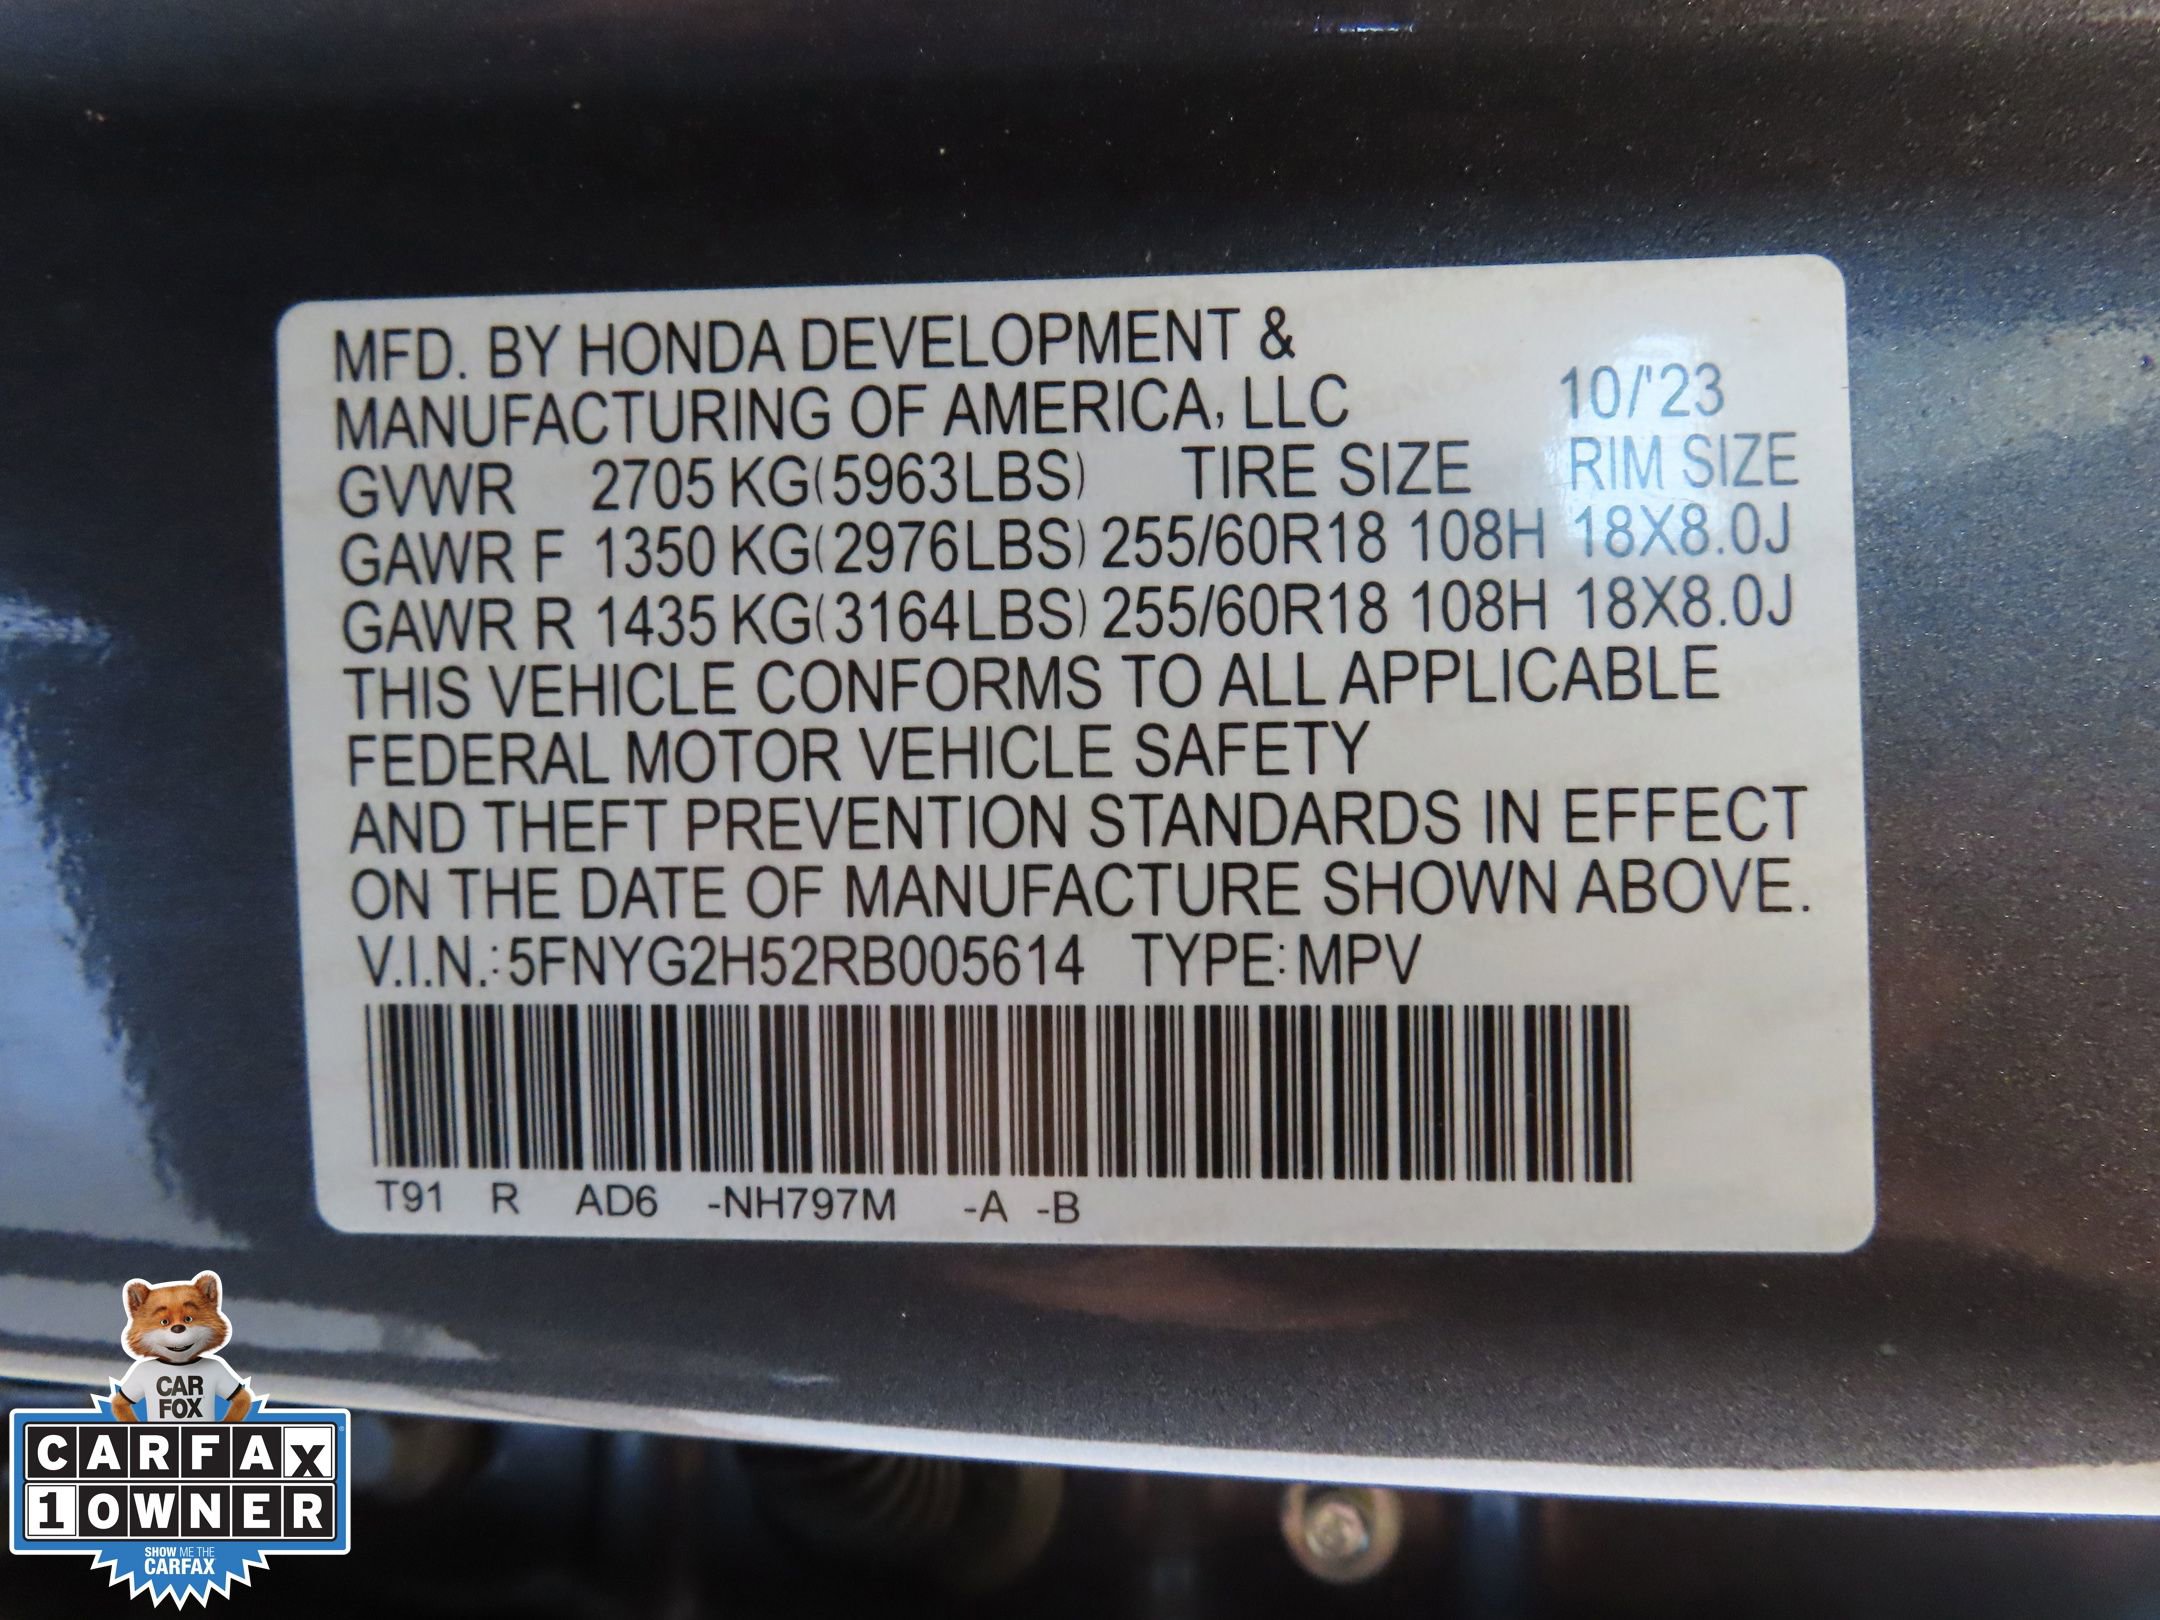 MFD. BY HONDA DEVELOPMENT &
MANUFACTURING OF AMERICA, LLC 10/'23
GVWR 2705 KG(5963LBS) TIRE SIZE RIM SIZE
GAWR F 1350 KG(2976LBS) 255/60R18 108H 18X8.0J
GAWR R 1435 KG(3164LBS) 255/60R18 108H 18X8.0J
THIS VEHICLE CONFORMS TO ALL APPLICABLE
FEDERAL MOTOR VEHICLE SAFETY
AND THEFT PREVENTION STANDARDS IN EFFECT
ON THE DATE OF MANUFACTURE SHOWN ABOVE.
V.I.N.:5FNYG2H52RB005614 TYPE:MPV
T91 R AD6 -NH797M -A -B
CAR
FOX
CARFAX
1 OWNER
SHOW ME THE
CARFAX